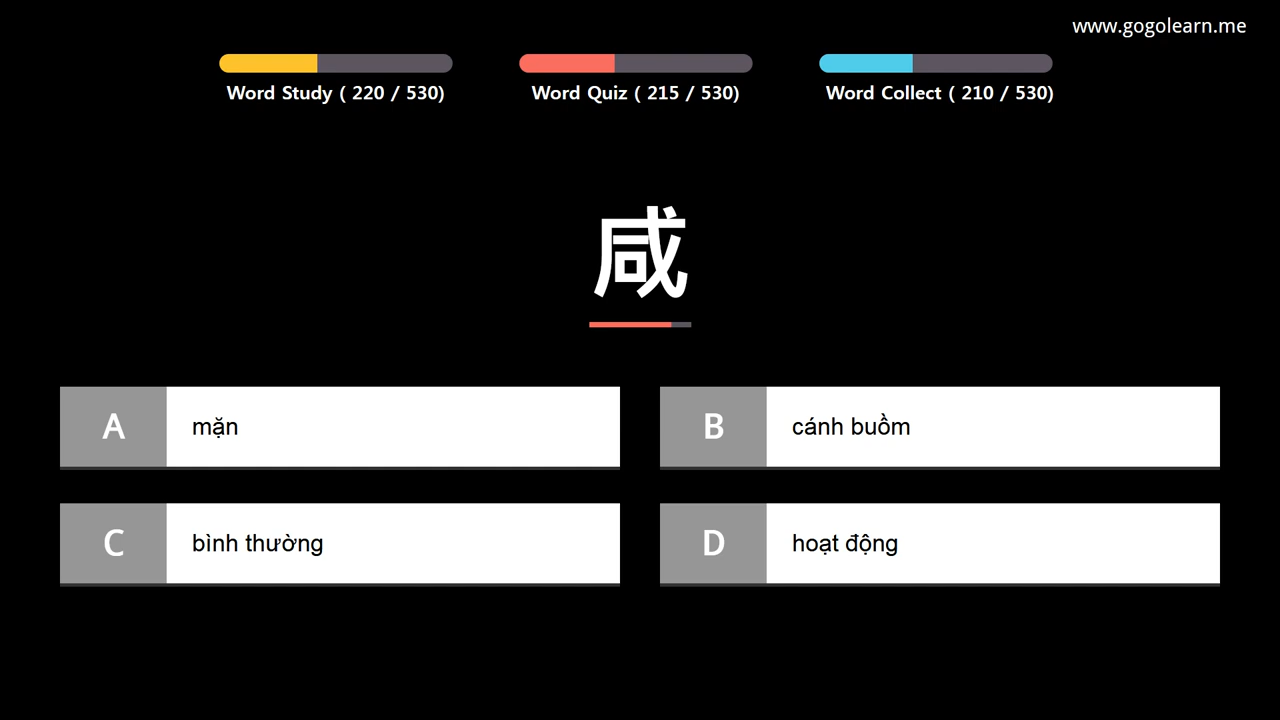 www.gogolearn.me
Word Study ( 220 / 530)
Word Quiz ( 215 / 530)
Word Collect ( 210 / 530)
咸
A mặn
B cánh buồm
C bình thường
D hoạt động